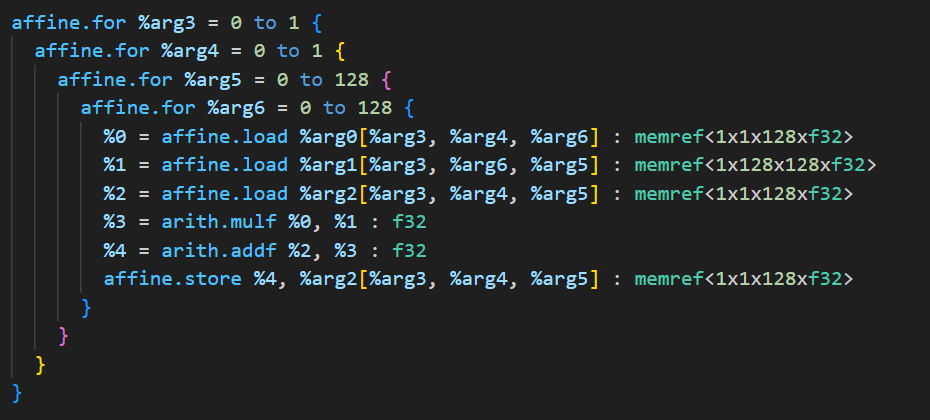 affine.for %arg3 = 0 to 1 {
affine.for %arg4 = 0 to 1 {
affine.for %arg5 = 0 to 128 {
affine.for %arg6 = 0 to 128 {
%0 = affine.load %arg0[%arg3, %arg4, %arg6] : memref<1x1x128xf32>
%1 = affine.load %arg1[%arg3, %arg6, %arg5] : memref<1x128x128xf32>
%2 = affine.load %arg2[%arg3, %arg4, %arg5] : memref<1x1x128xf32>
%3 = arith.mulf %0, %1 : f32
%4 = arith.addf %2, %3 : f32
affine.store %4, %arg2[%arg3, %arg4, %arg5] : memref<1x1x128xf32>
}
}
}
}